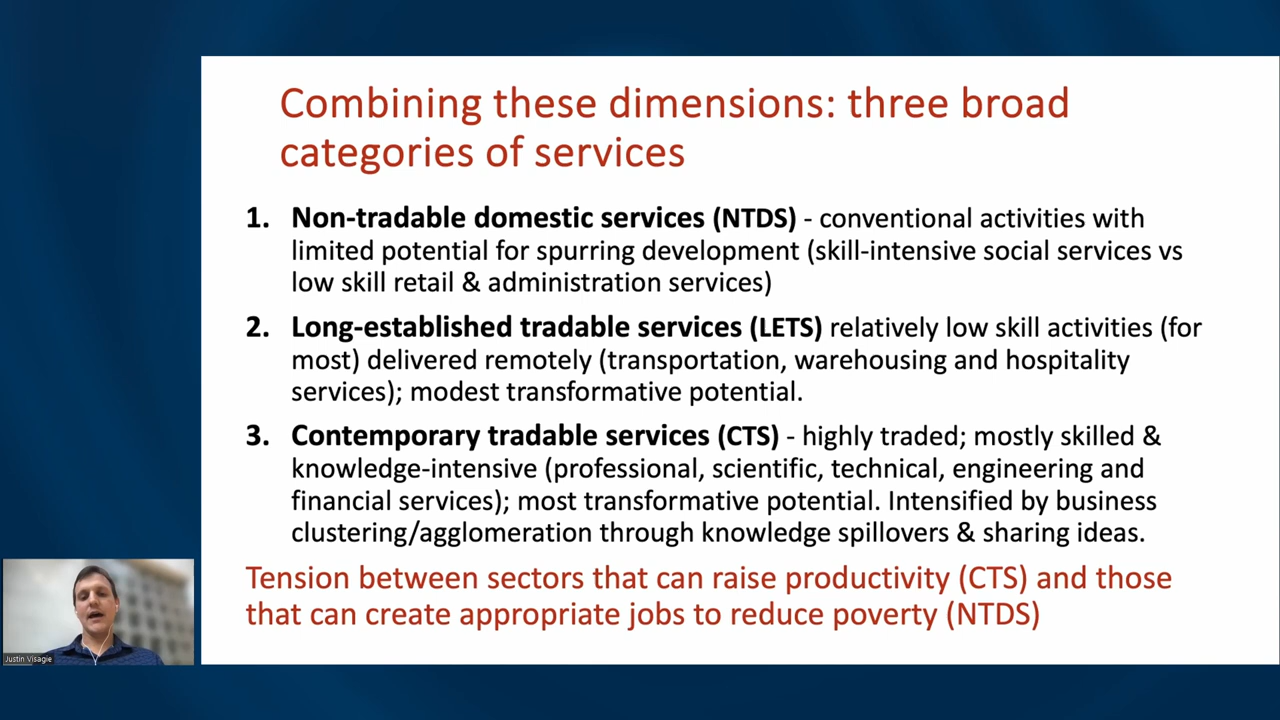 Combining these dimensions: three broad
categories of services
1. Non-tradable domestic services (NTDS) - conventional activities with
limited potential for spurring development (skill-intensive social services vs
low skill retail & administration services)
2. Long-established tradable services (LETS) relatively low skill activities (for
most) delivered remotely (transportation, warehousing and hospitality
services); modest transformative potential.
3. Contemporary tradable services (CTS) - highly traded; mostly skilled &
knowledge-intensive (professional, scientific, technical, engineering and
financial services); most transformative potential. Intensified by business
clustering/agglomeration through knowledge spillovers & sharing ideas.
Tension between sectors that can raise productivity (CTS) and those
that can create appropriate jobs to reduce poverty (NTDS)
Justin Visagie